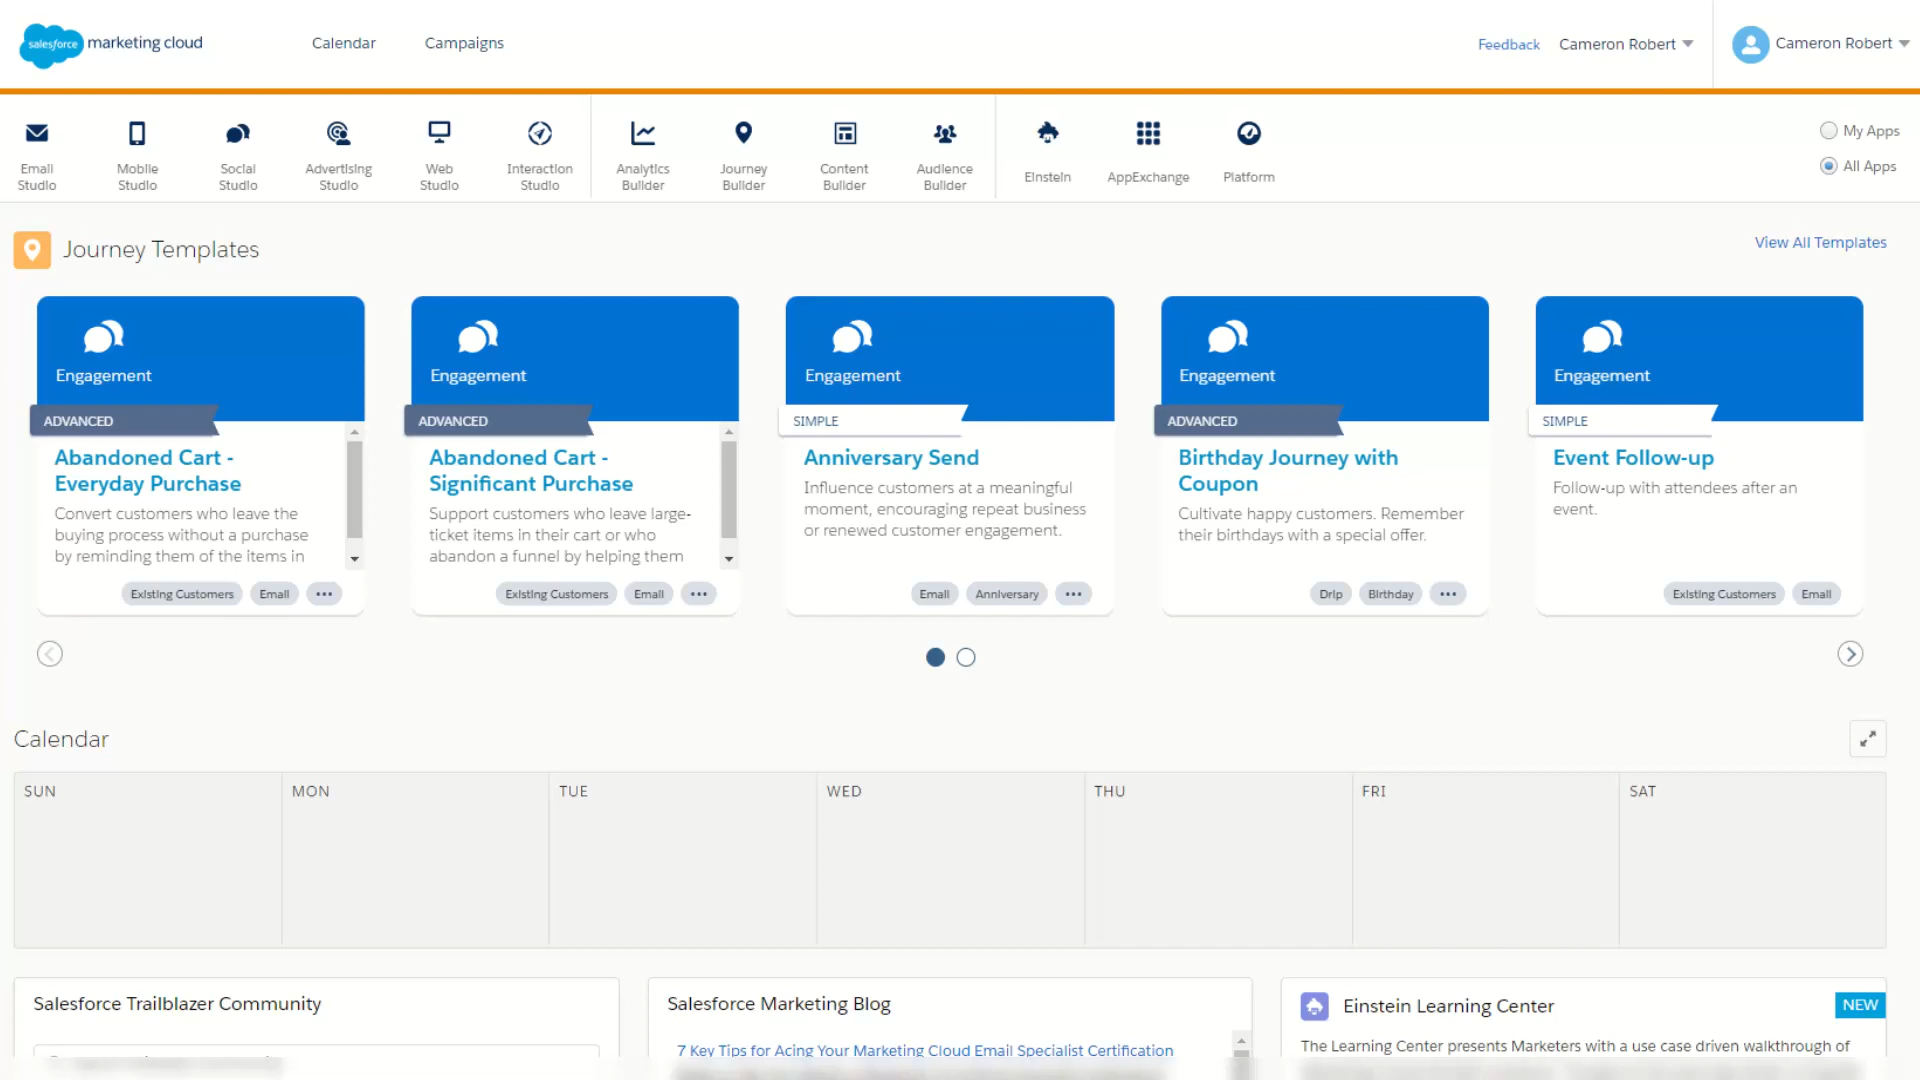 salesforce marketing cloud
Calendar
Campaigns
Feedback
Cameron Robert
Cameron Robert
Email
Studio
Mobile
Studio
Social
Studio
Advertising
Studio
Web
Studio
Interaction
Studio
Analytics
Builder
Journey
Builder
Content
Builder
Audience
Builder
Einstein
AppExchange
Platform
My Apps
All Apps
Journey Templates
View All Templates
Engagement
ADVANCED
Abandoned Cart -
Everyday Purchase
Convert customers who leave the
buying process without a purchase
by reminding them of the items in
Existing Customers
Email
•••
Engagement
ADVANCED
Abandoned Cart -
Significant Purchase
Support customers who leave large-
ticket items in their cart or who
abandon a funnel by helping them
Existing Customers
Email
•••
Engagement
SIMPLE
Anniversary Send
Influence customers at a meaningful
moment, encouraging repeat business
or renewed customer engagement.
Email
Anniversary
•••
Engagement
ADVANCED
Birthday Journey with
Coupon
Cultivate happy customers. Remember
their birthdays with a special offer.
Drip
Birthday
•••
Engagement
SIMPLE
Event Follow-up
Follow-up with attendees after an
event.
Existing Customers
Email
Calendar
SUN
MON
TUE
WED
THU
FRI
SAT
Salesforce Trailblazer Community
Salesforce Marketing Blog
7 Key Tips for Acing Your Marketing Cloud Email Specialist Certification
Einstein Learning Center
NEW
The Learning Center presents Marketers with a use case driven walkthrough of